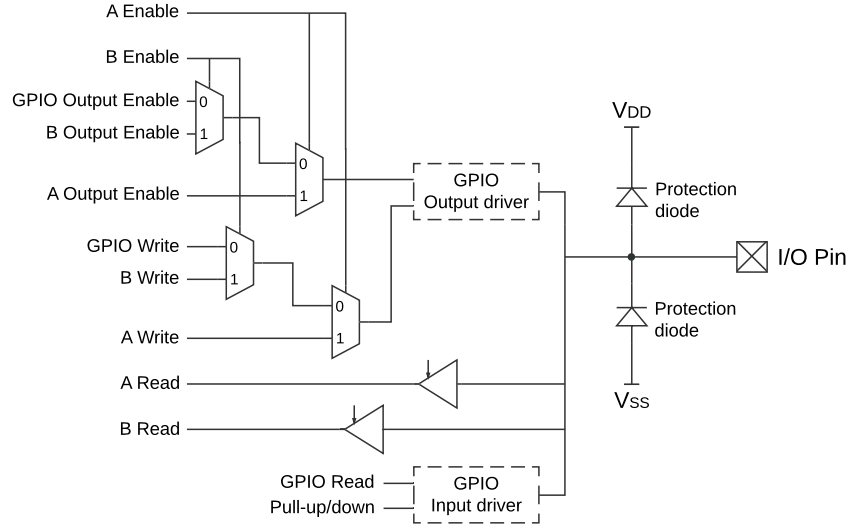 A Enable
B Enable
GPIO Output Enable
0
B Output Enable
1
A Output Enable
0
1
GPIO
Output driver
GPIO Write
0
B Write
1
A Write
0
1
A Read
B Read
GPIO Read
Pull-up/down
GPIO
Input driver
VDD
Protection
diode
I/O Pin
Protection
diode
VSS